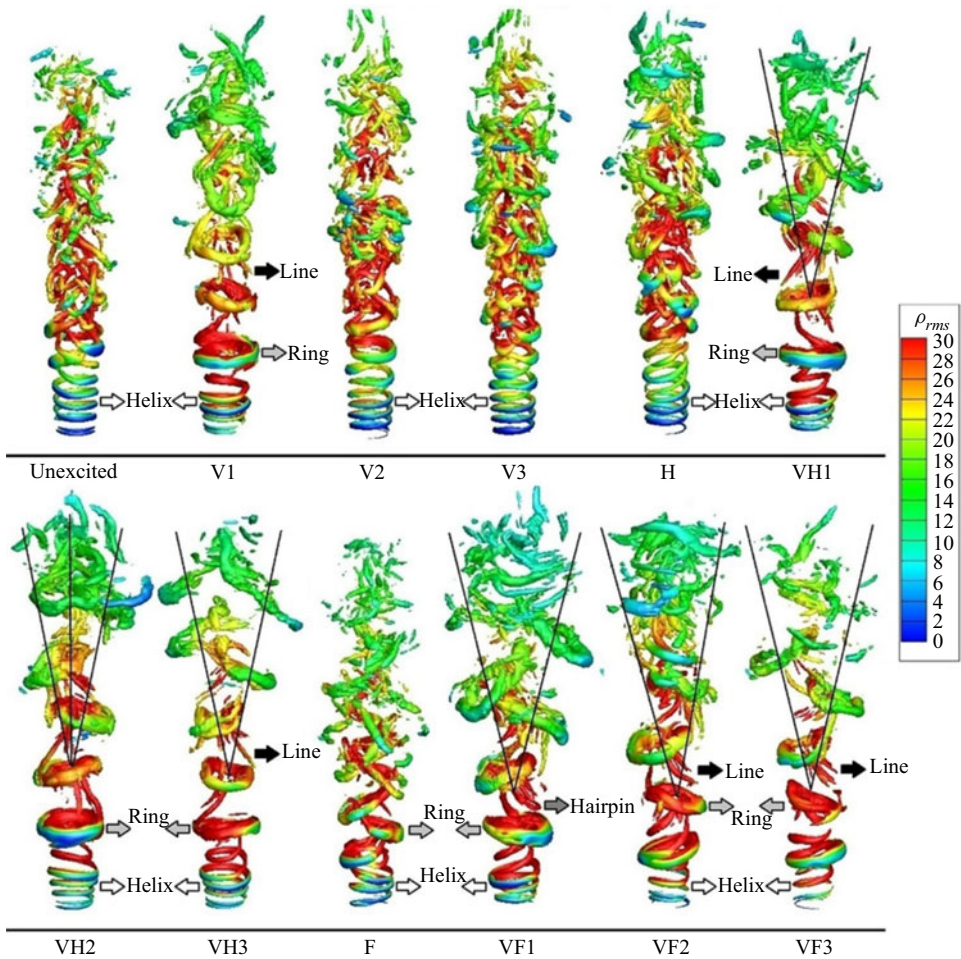 Line
Line
Ring
Ring
Helix
Helix
Helix
Unexcited V1 V2 V3 H VH1
ρrms
30
28
26
24
22
20
18
16
14
12
10
8
6
4
2
0
Line
Line
Line
Ring
Ring
Hairpin
Ring
Helix
Helix
Helix
VH2 VH3 F VF1 VF2 VF3